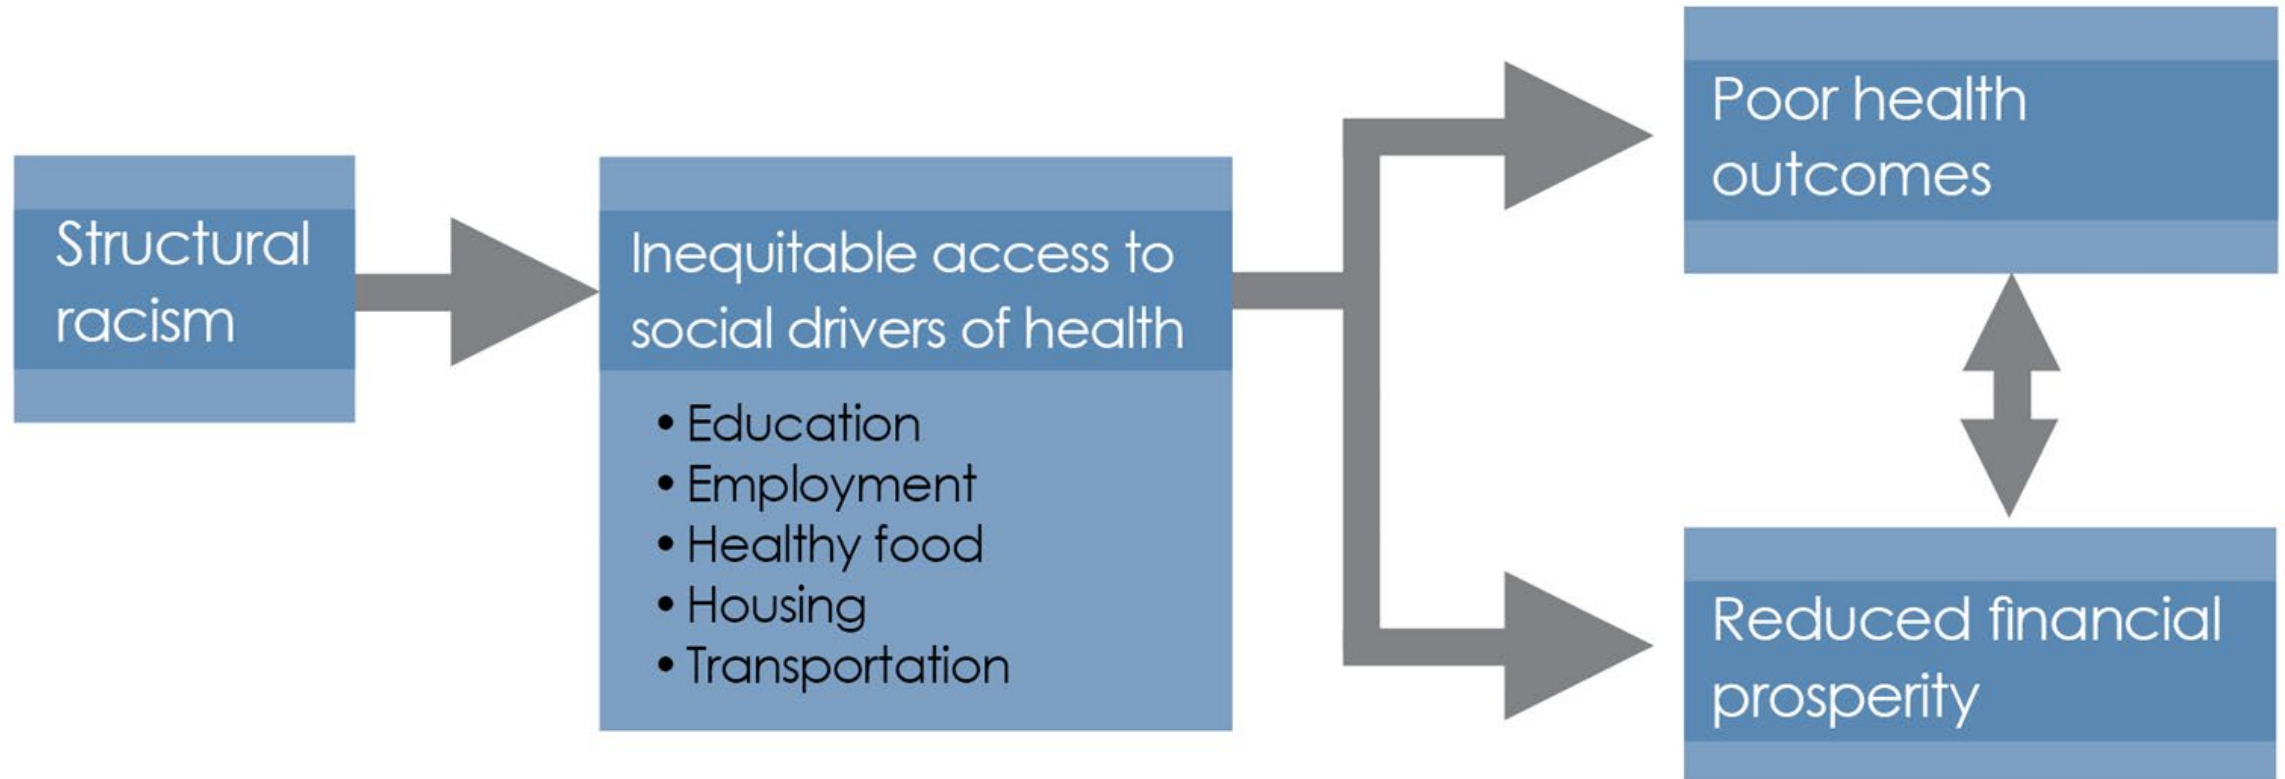 Structural
racism
Inequitable access to
social drivers of health
• Education
• Employment
• Healthy food
• Housing
• Transportation
Poor health
outcomes
Reduced financial
prosperity